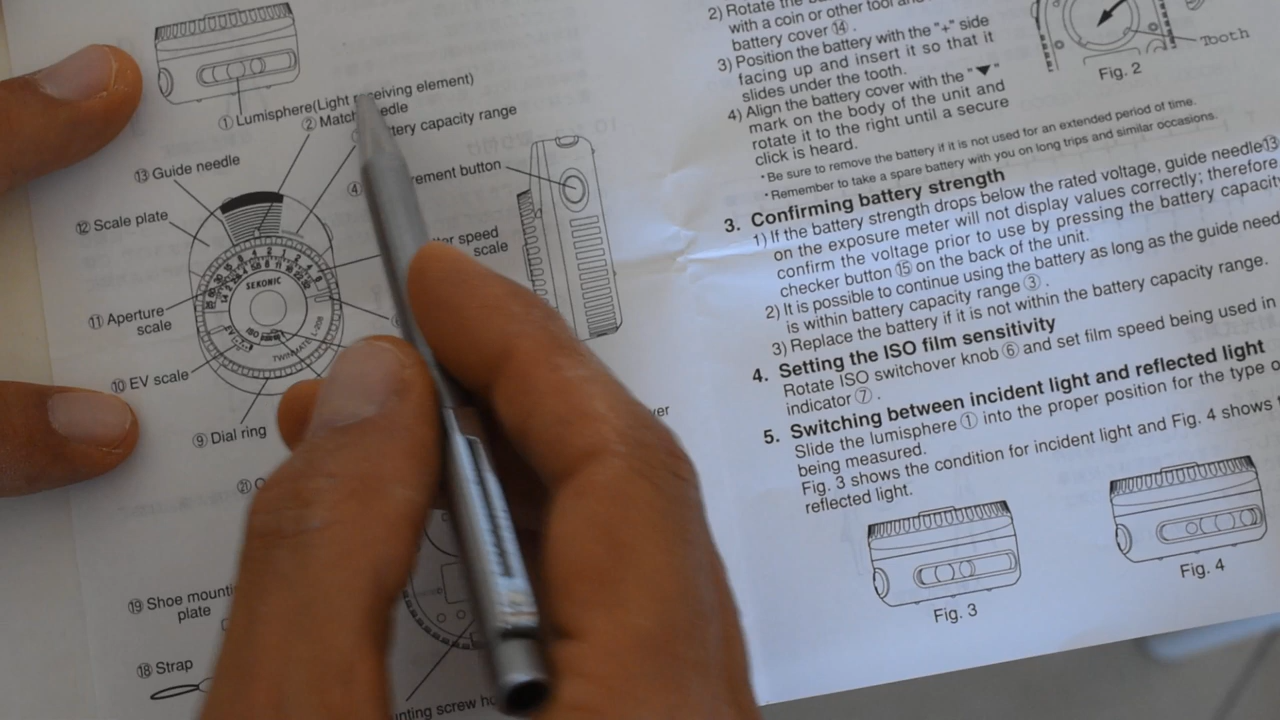 ① Lumisphere(Light receiving element)
② Match needle
battery capacity range
④ rement button
⑬ Guide needle
⑫ Scale plate
speed
scale
SEKONIC
⑪ Aperture
scale
EV
ISO
TWINMATE L-208
⑩ EV scale
⑨ Dial ring
⑲ Shoe mounti
plate
⑱ Strap
nting screw ho
2) Rotate the
with a coin or other tool and
battery cover ⑭.
3) Position the battery with the "+" side
facing up and insert it so that it
slides under the tooth.
4) Align the battery cover with the "▼"
mark on the body of the unit and
rotate it to the right until a secure
click is heard.
Tooth
Fig. 2
• Be sure to remove the battery if it is not used for an extended period of time.
• Remember to take a spare battery with you on long trips and similar occasions.
3. Confirming battery strength
1) If the battery strength drops below the rated voltage, guide needle⑬
on the exposure meter will not display values correctly; therefore
confirm the voltage prior to use by pressing the battery capacit
checker button ⑮ on the back of the unit.
2) It is possible to continue using the battery as long as the guide need
is within battery capacity range ③.
3) Replace the battery if it is not within the battery capacity range.
4. Setting the ISO film sensitivity
Rotate ISO switchover knob ⑥ and set film speed being used in
indicator ⑦.
5. Switching between incident light and reflected light
Slide the lumisphere ① into the proper position for the type o
being measured.
Fig. 3 shows the condition for incident light and Fig. 4 shows
reflected light.
Fig. 3
Fig. 4